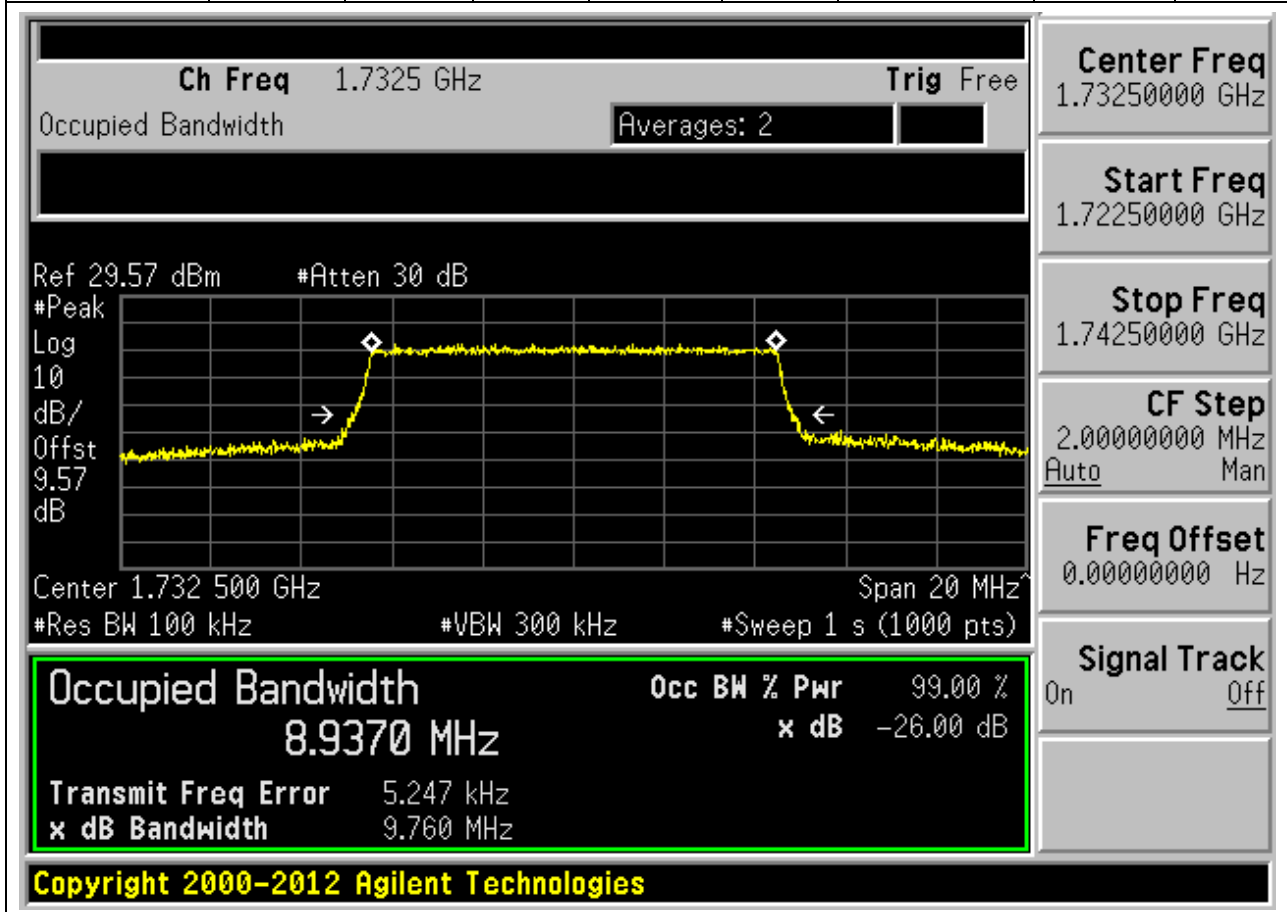 Ch Freq 1.7325 GHz Trig Free
Occupied Bandwidth Averages: 2
Ref 29.57 dBm #Atten 30 dB
#Peak
Log
10
dB/
Offst
9.57
dB
Center 1.732 500 GHz Span 20 MHz^
#Res BW 100 kHz #VBW 300 kHz #Sweep 1 s (1000 pts)
Occupied Bandwidth Occ BW % Pwr 99.00 %
8.9370 MHz x dB -26.00 dB
Transmit Freq Error 5.247 kHz
x dB Bandwidth 9.760 MHz
Copyright 2000-2012 Agilent Technologies
Center Freq
1.73250000 GHz
Start Freq
1.72250000 GHz
Stop Freq
1.74250000 GHz
CF Step
2.00000000 MHz
Auto Man
Freq Offset
0.00000000 Hz
Signal Track
On Off